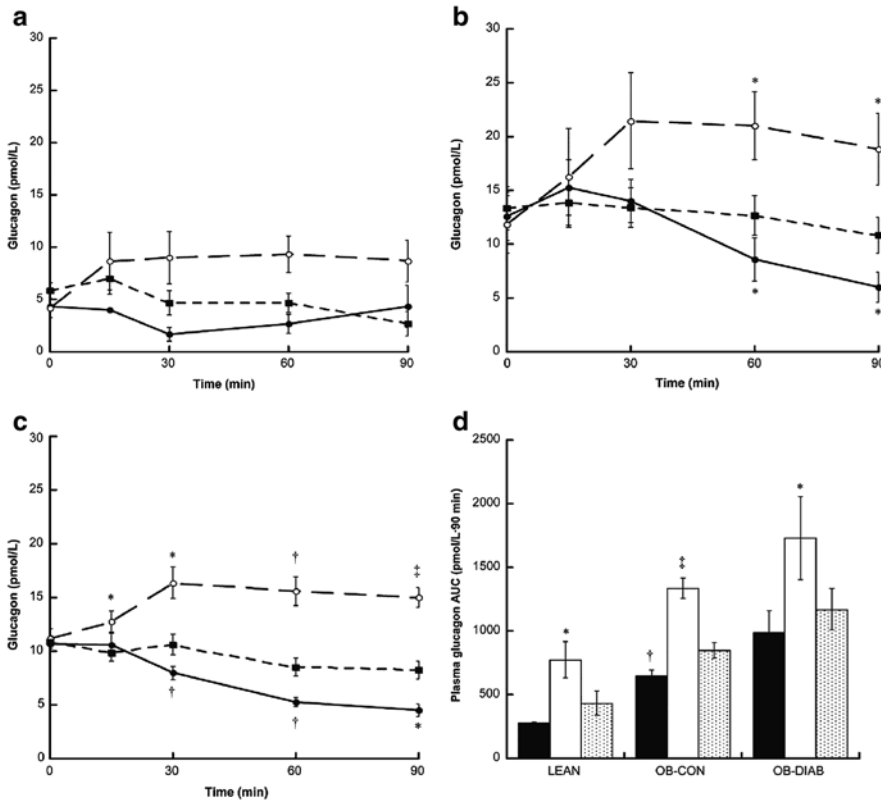 a
30
25
20
15
10
5
0
Glucagon (pmol/L)
*
0 30 60 90
Time (min)
b
30
25
20
15
10
5
0
Glucagon (pmol/L)
* *
* *
0 30 60 90
Time (min)
c
30
25
20
15
10
5
0
Glucagon (pmol/L)
* * † ‡
† † *
0 30 60 90
Time (min)
d
2500
2000
1500
1000
500
0
Plasma glucagon AUC (pmol/L-90 min)
* † ‡ *
LEAN OB-CON OB-DIAB